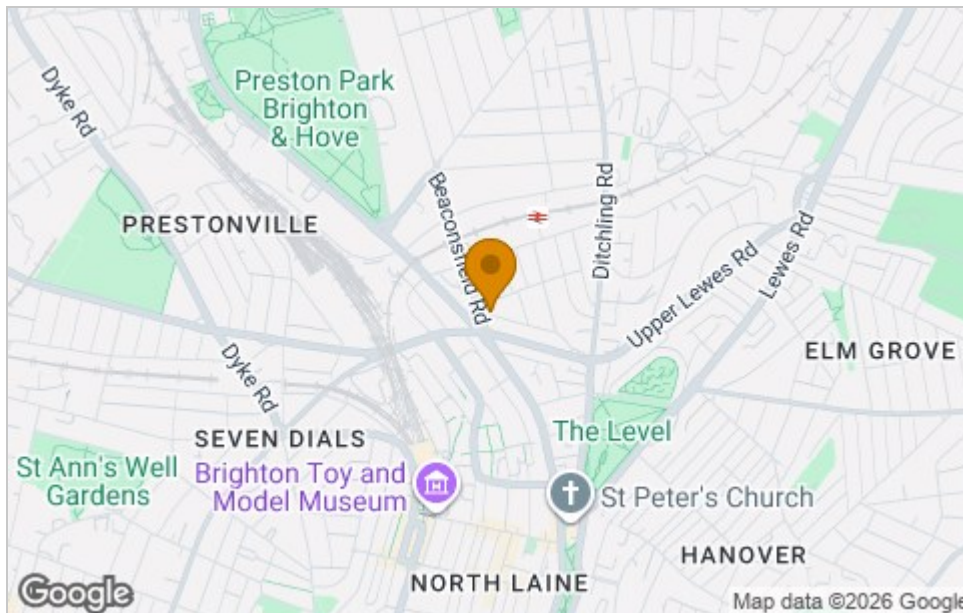 Dyke Rd
Preston Park
Brighton
& Hove
Beaconsfield Rd
Ditchling Rd
PRESTONVILLE
Lewes Rd
Upper Lewes Rd
ELM GROVE
Dyke Rd
SEVEN DIALS
The Level
St Ann's Well
Gardens
Brighton Toy and
Model Museum
St Peter's Church
HANOVER
NORTH LAINE
Google
Map data ©2026 Google